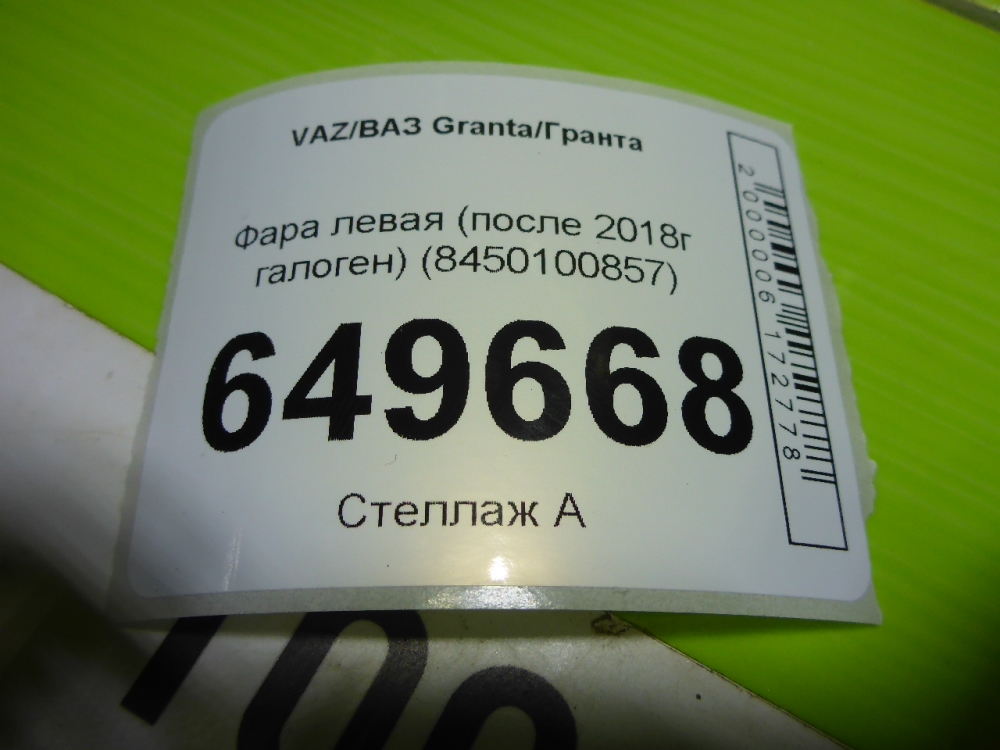 VAZ/ВАЗ Granta/Гранта
Фара левая (после 2018г
галоген) (8450100857)
649668
Стеллаж А
2000006172778